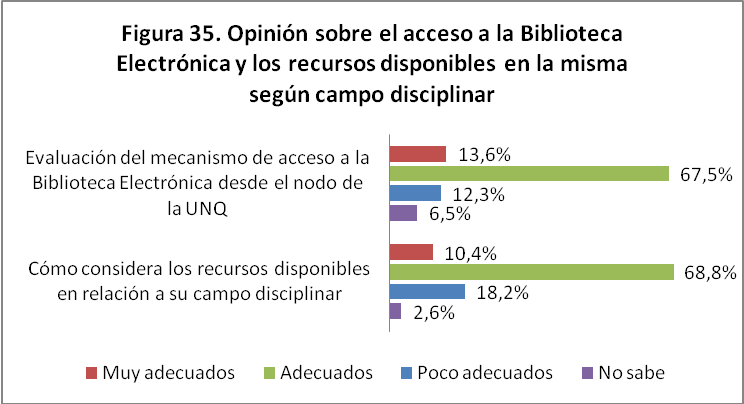 Figura 35. Opinión sobre el acceso a la Biblioteca
Electrónica y los recursos disponibles en la misma
según campo disciplinar
Evaluación del mecanismo de acceso a la
Biblioteca Electrónica desde el nodo de
la UNQ
13,6%
67,5%
12,3%
6,5%
Cómo considera los recursos disponibles
en relación a su campo disciplinar
10,4%
68,8%
18,2%
2,6%
Muy adecuados Adecuados Poco adecuados No sabe